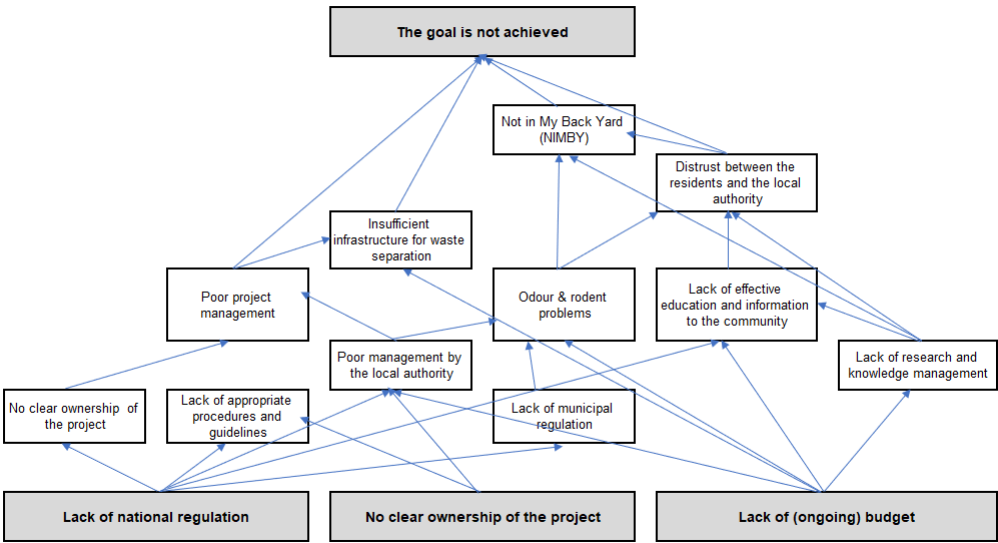 The goal is not achieved
Not in My Back Yard
(NIMBY)
Distrust between the
residents and the local
authority
Insufficient
infrastructure for waste
separation
Poor project
management
Odour & rodent
problems
Lack of effective
education and information
to the community
Poor management by
the local authority
Lack of research and
knowledge management
No clear ownership of
the project
Lack of appropriate
procedures and
guidelines
Lack of municipal
regulation
Lack of national regulation
No clear ownership of the project
Lack of (ongoing) budget